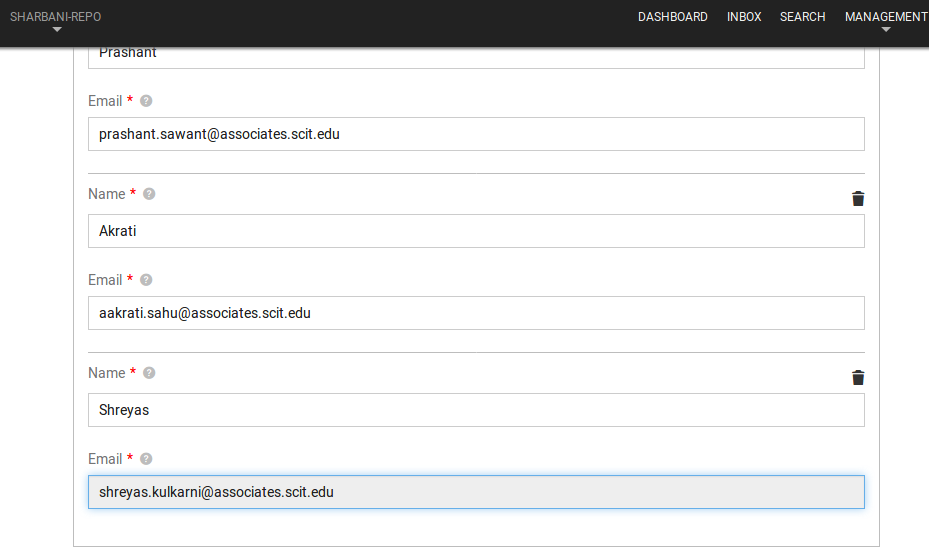 SHARBANI-REPO DASHBOARD INBOX SEARCH MANAGEMENT
Prashant
Email * ?
prashant.sawant@associates.scit.edu
Name * ?
Akrati
Email * ?
aakrati.sahu@associates.scit.edu
Name * ?
Shreyas
Email * ?
shreyas.kulkarni@associates.scit.edu